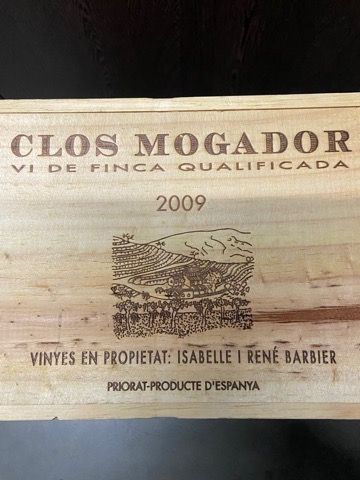 CLOS MOGADOR
VI DE FINCA QUALIFICADA
2009
VINYES EN PROPIETAT: ISABELLE I RENÉ BARBIER
PRIORAT-PRODUCTE D'ESPANYA